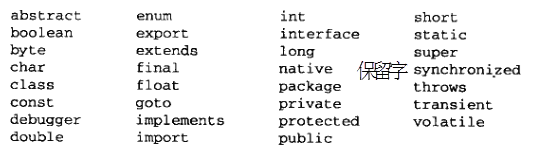 abstract enum int short
boolean export interface static
byte extends long super
char final native 保留字 synchronized
class float package throws
const goto private transient
debugger implements protected volatile
double import public